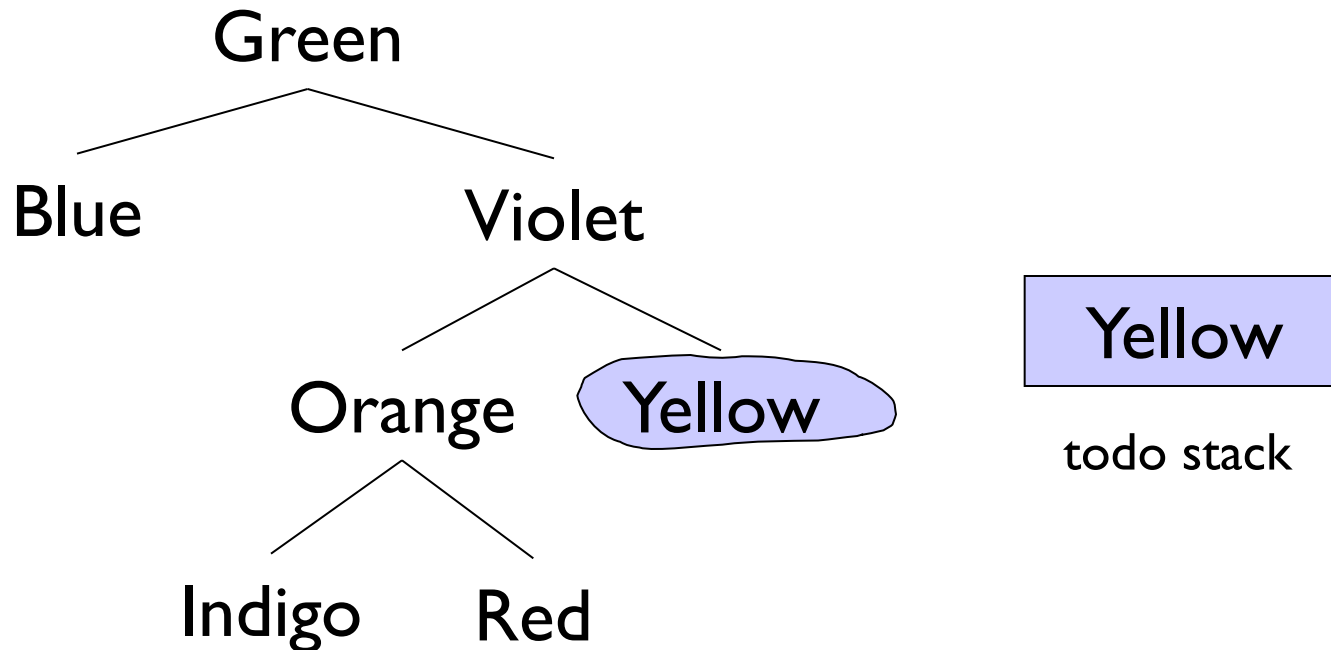 Green
Blue
Violet
Orange
Yellow
Indigo
Red
Yellow
todo stack